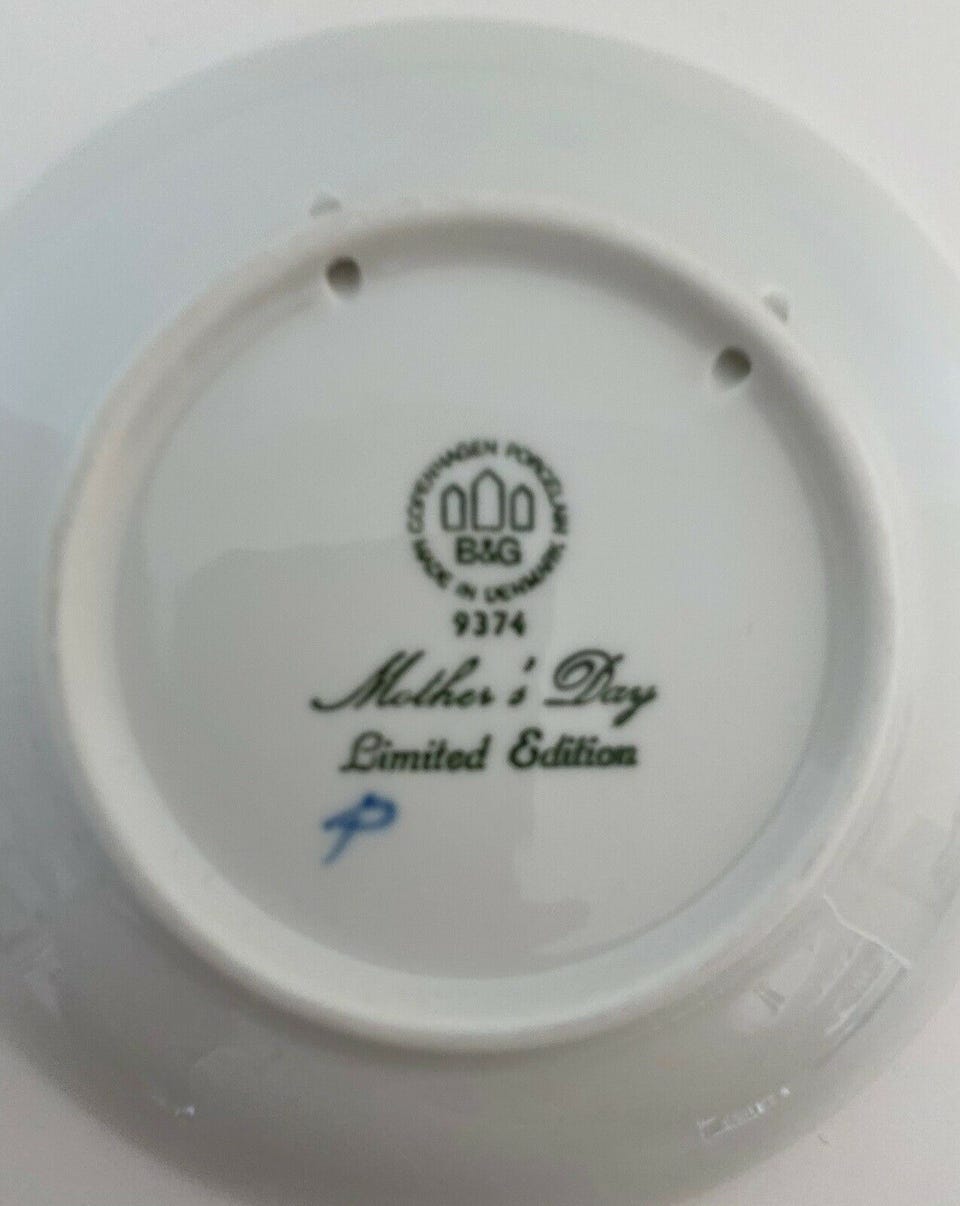 COPENHAGEN PORCELAIN
B&G
MADE IN DENMARK
9374
Mother's Day
Limited Edition